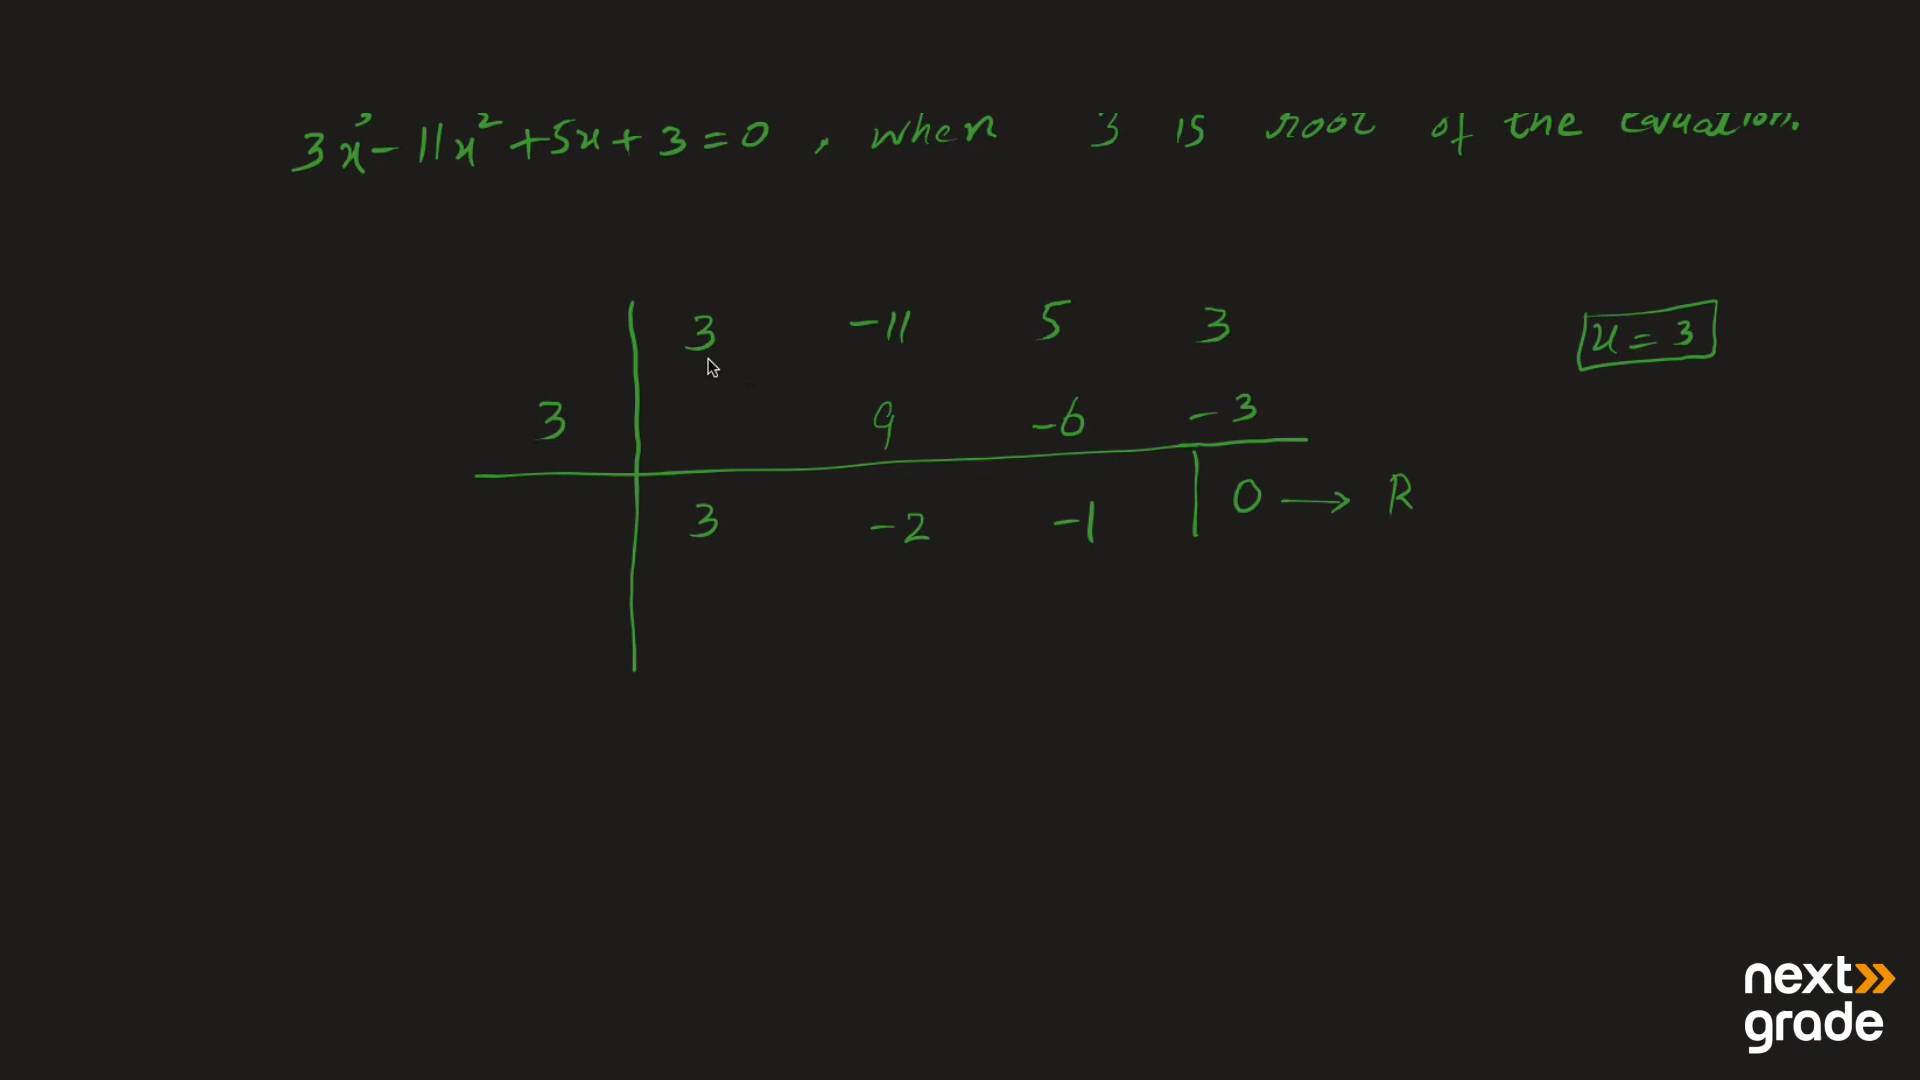 3x³ - 11x² + 5x + 3 = 0, when 3 is root of the equation.
3 -11 5 3
x = 3
3 9 -6 -3
3 -2 -1 0 → R
next
grade